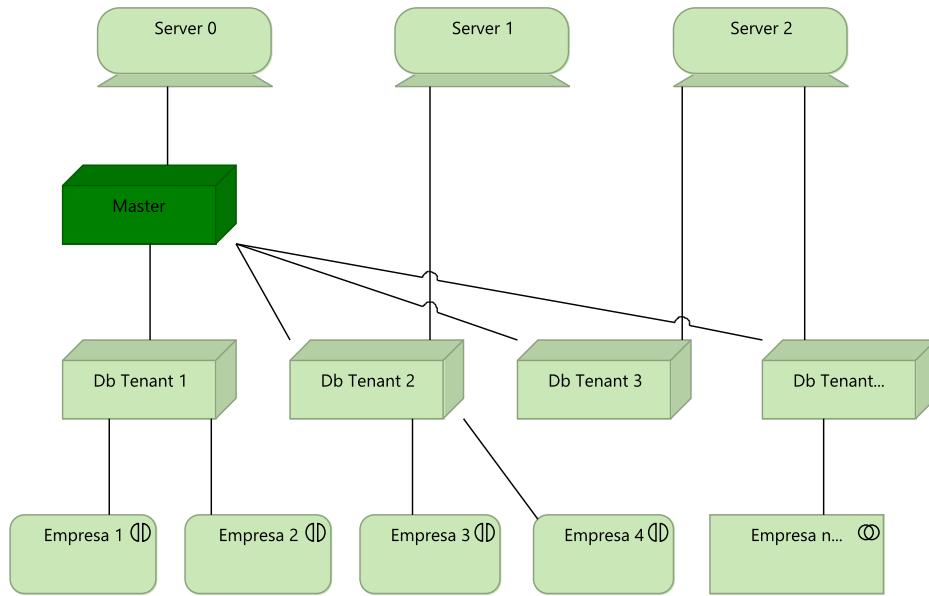 Server 0
Server 1
Server 2
Master
Db Tenant 1
Db Tenant 2
Db Tenant 3
Db Tenant...
Empresa 1
Empresa 2
Empresa 3
Empresa 4
Empresa n...